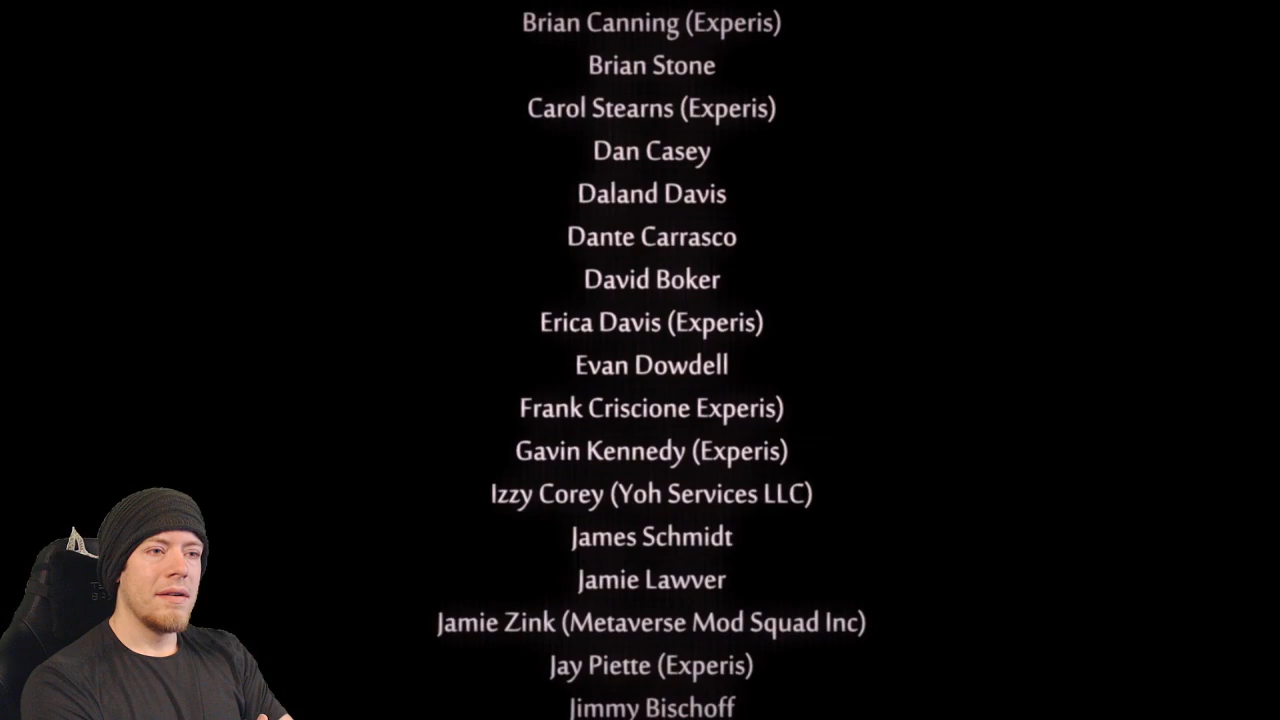 Brian Canning (Experis)
Brian Stone
Carol Stearns (Experis)
Dan Casey
Daland Davis
Dante Carrasco
David Boker
Erica Davis (Experis)
Evan Dowdell
Frank Criscione Experis)
Gavin Kennedy (Experis)
Izzy Corey (Yoh Services LLC)
James Schmidt
Jamie Lawver
Jamie Zink (Metaverse Mod Squad Inc)
Jay Piette (Experis)
Jimmy Bischoff